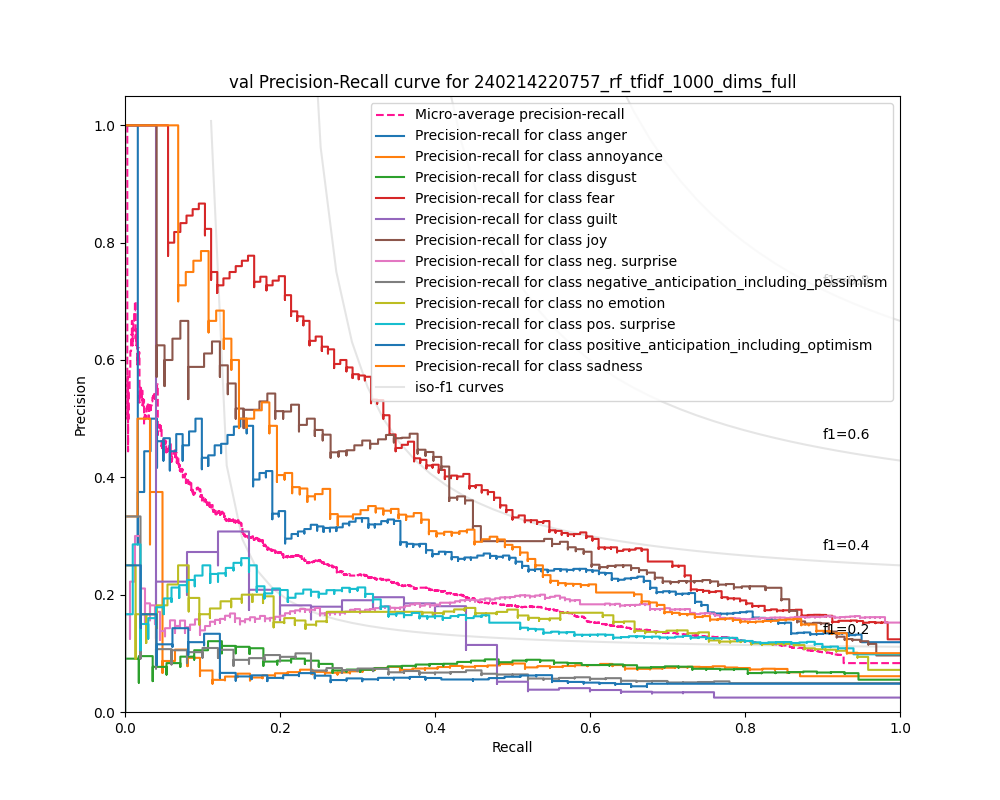 val Precision-Recall curve for 240214220757_rf_tfidf_1000_dims_full
Micro-average precision-recall
Precision-recall for class anger
Precision-recall for class annoyance
Precision-recall for class disgust
Precision-recall for class fear
Precision-recall for class guilt
Precision-recall for class joy
Precision-recall for class neg. surprise
Precision-recall for class negative_anticipation_including_pessimism
Precision-recall for class no emotion
Precision-recall for class pos. surprise
Precision-recall for class positive_anticipation_including_optimism
Precision-recall for class sadness
iso-f1 curves
f1=0.8
f1=0.6
f1=0.4
f1=0.2
Precision
1.0
0.8
0.6
0.4
0.2
0.0
0.0 0.2 0.4 0.6 0.8 1.0
Recall